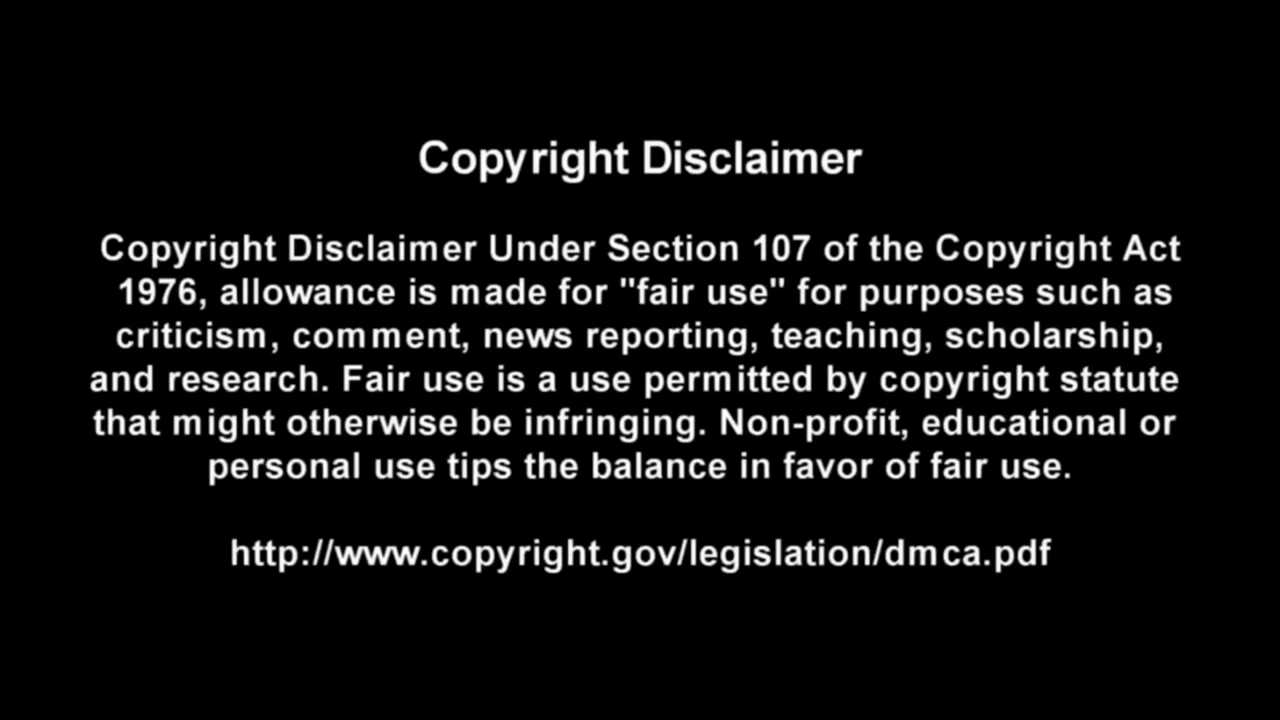 Copyright Disclaimer
Copyright Disclaimer Under Section 107 of the Copyright Act
1976, allowance is made for "fair use" for purposes such as
criticism, comment, news reporting, teaching, scholarship,
and research. Fair use is a use permitted by copyright statute
that might otherwise be infringing. Non-profit, educational or
personal use tips the balance in favor of fair use.
http://www.copyright.gov/legislation/dmca.pdf